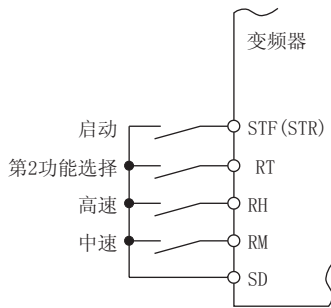 变频器
启动 STF(STR)
第2功能选择 RT
高速 RH
中速 RM
SD